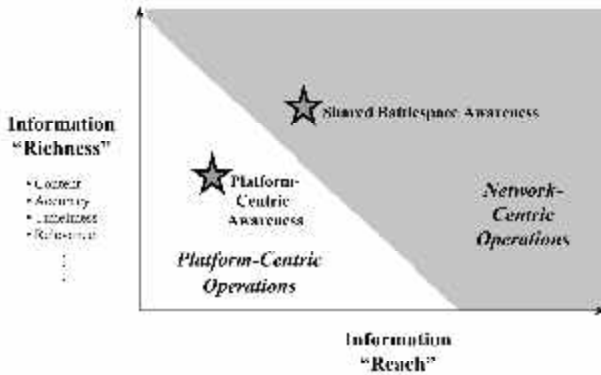 Information
“Richness”
• Content
• Accuracy
• Timeliness
• Relevance
Shared Battlespace Awareness
Platform-
Centric
Awareness
Network-
Centric
Operations
Platform-Centric
Operations
Information
“Reach”